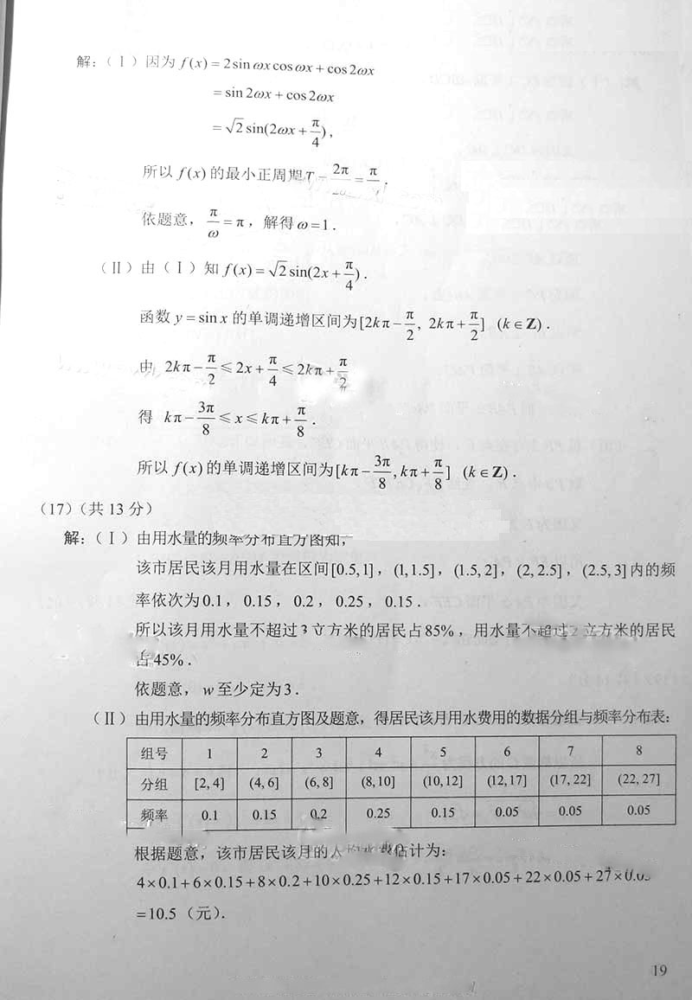 解：（Ⅰ）因为 f(x) = 2sin ωx cos ωx + cos 2ωx
= sin 2ωx + cos 2ωx
= √2 sin(2ωx + π/4)，
所以 f(x) 的最小正周期 T = 2π/2ω = π/ω．
依题意，π/ω = π，解得 ω = 1．
（Ⅱ）由（Ⅰ）知 f(x) = √2 sin(2x + π/4)．
函数 y = sin x 的单调递增区间为 [2kπ − π/2, 2kπ + π/2] (k ∈ Z)．
由 2kπ − π/2 ≤ 2x + π/4 ≤ 2kπ + π/2
得 kπ − 3π/8 ≤ x ≤ kπ + π/8．
所以 f(x) 的单调递增区间为 [kπ − 3π/8, kπ + π/8] (k ∈ Z)．
（17）（共 13 分）
解：（Ⅰ）由用水量的频率分布直方图知，
该市居民该月用水量在区间 [0.5, 1]，(1, 1.5]，(1.5, 2]，(2, 2.5]，(2.5, 3] 内的频
率依次为 0.1，0.15，0.2，0.25，0.15．
所以该月用水量不超过 3 立方米的居民占 85%，用水量不超过 2 立方米的居民
占 45%．
依题意，w 至少定为 3．
（Ⅱ）由用水量的频率分布直方图及题意，得居民该月用水费用的数据分组与频率分布表：
组号 1 2 3 4 5 6 7 8
分组 [2, 4] (4, 6] (6, 8] (8, 10] (10, 12] (12, 17] (17, 22] (22, 27]
频率 0.1 0.15 0.2 0.25 0.15 0.05 0.05 0.05
根据题意，该市居民该月的人均水费估计为：
4×0.1+6×0.15+8×0.2+10×0.25+12×0.15+17×0.05+22×0.05+27×0.05
=10.5（元）．
19